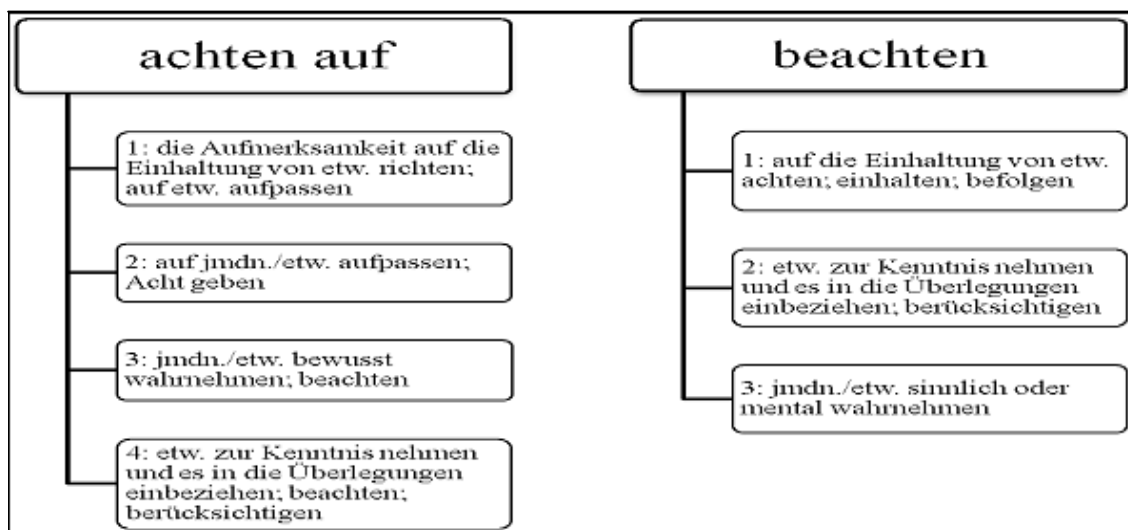 achten auf
1: die Aufmerksamkeit auf die
Einhaltung von etw. richten;
auf etw. aufpassen
2: auf jmdn./etw. aufpassen;
Acht geben
3: jmdn./etw. bewusst
wahrnehmen; beachten
4: etw. zur Kenntnis nehmen
und es in die Überlegungen
einbeziehen; beachten;
berücksichtigen
beachten
1: auf die Einhaltung von etw.
achten; einhalten; befolgen
2: etw. zur Kenntnis nehmen
und es in die Überlegungen
einbeziehen; berücksichtigen
3: jmdn./etw. sinnlich oder
mental wahrnehmen